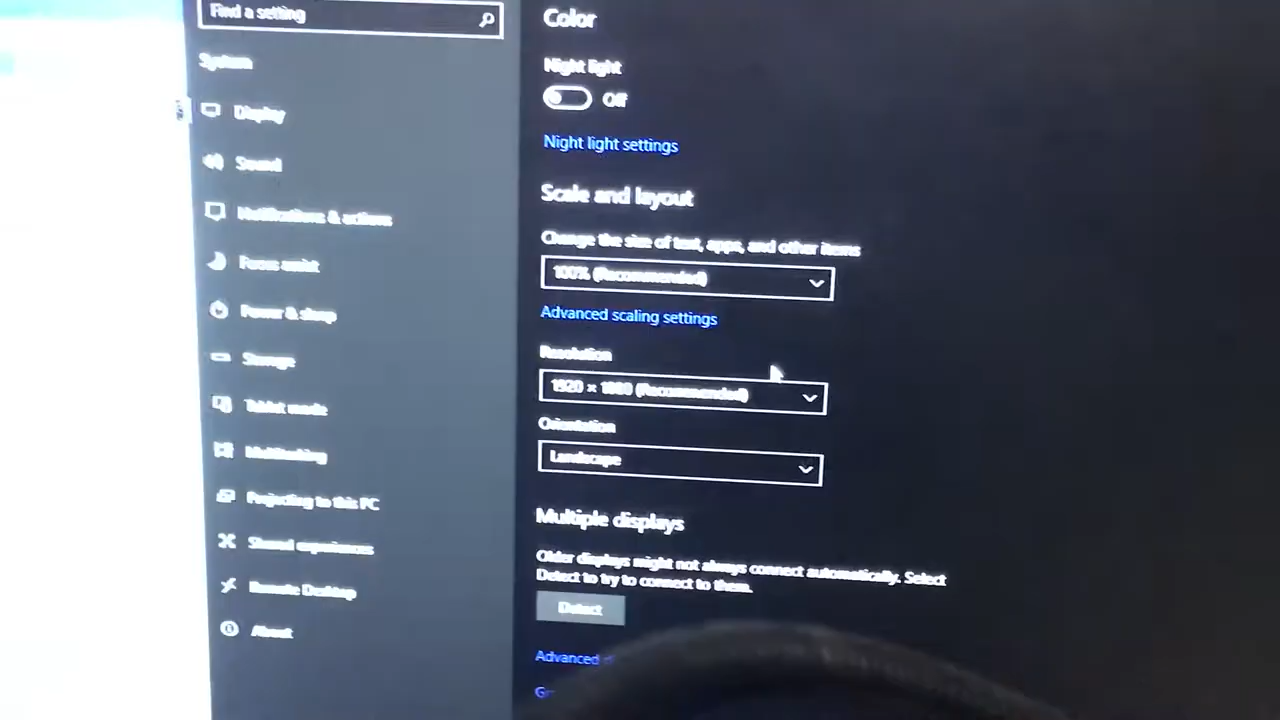 Find a setting
System
Display
Sound
Notifications & actions
Focus assist
Power & sleep
Storage
Tablet mode
Multitasking
Projecting to this PC
Shared experiences
Remote Desktop
About
Color
Night light
Off
Night light settings
Scale and layout
Change the size of text, apps, and other items
100% (Recommended)
Advanced scaling settings
Resolution
1920 × 1080 (Recommended)
Orientation
Landscape
Multiple displays
Older displays might not always connect automatically. Select
Detect to try to connect to them.
Detect
Advanced